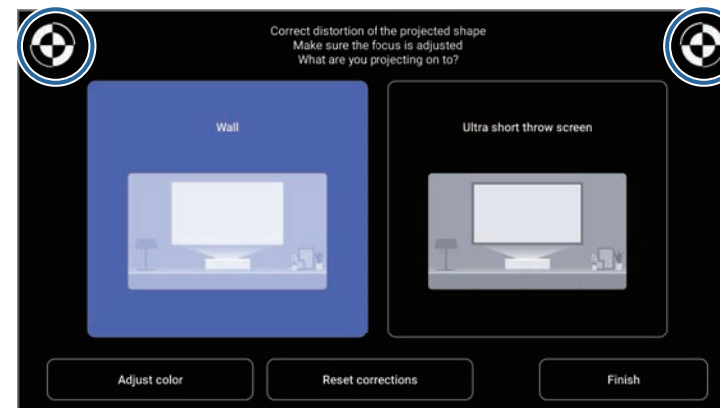 Correct distortion of the projected shape
Make sure the focus is adjusted
What are you projecting on to?
Wall
Ultra short throw screen
Adjust color
Reset corrections
Finish